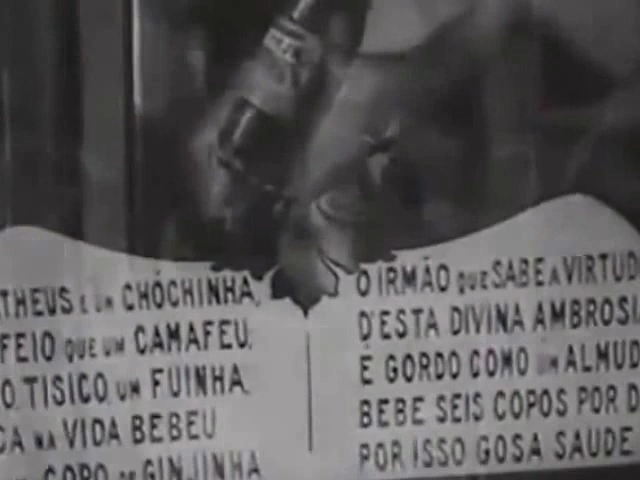 THEUS É UM CHÓCHINHA,
FEIO QUE UM CAMAFEU,
O, TISICO, UM FUINHA,
CA NA VIDA BEBEU
COPO DE GINJINHA
O IRMÃO QUE SABE A VIRTUD
D'ESTA DIVINA AMBROSI
É GORDO COMO UM ALMUD
BEBE SEIS COPOS POR D
POR ISSO GOSA SAUDE